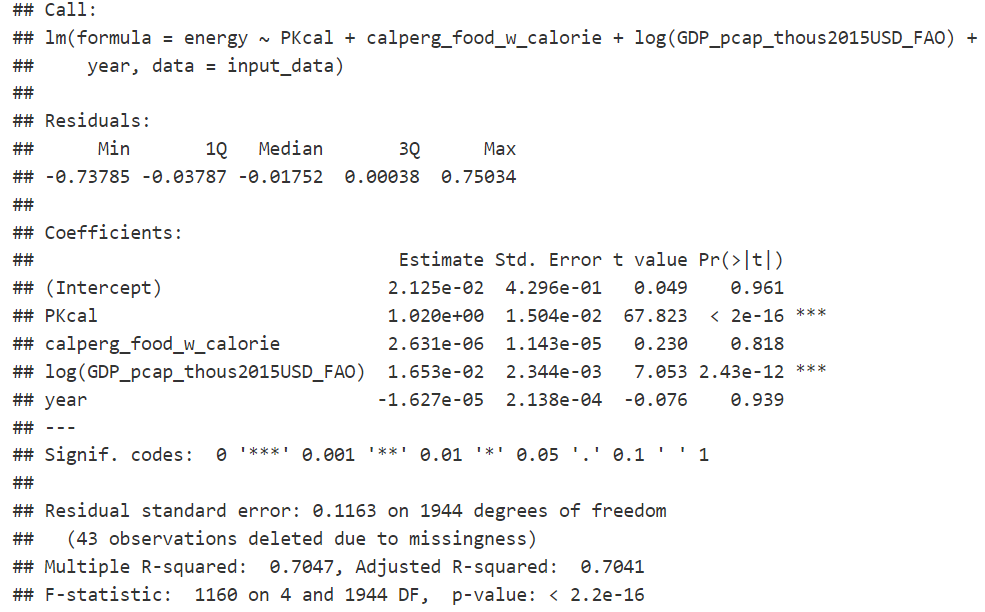 ## Call:
## lm(formula = energy ~ PKcal + calperg_food_w_calorie + log(GDP_pcap_thous2015USD_FAO) +
##     year, data = input_data)
##
## Residuals:
##      Min       1Q   Median       3Q      Max
## -0.73785 -0.03787 -0.01752  0.00038  0.75034
##
## Coefficients:
##                                 Estimate Std. Error t value Pr(>|t|)
## (Intercept)                    2.125e-02  4.296e-01   0.049    0.961
## PKcal                          1.020e+00  1.504e-02  67.823  < 2e-16 ***
## calperg_food_w_calorie         2.631e-06  1.143e-05   0.230    0.818
## log(GDP_pcap_thous2015USD_FAO) 1.653e-02  2.344e-03   7.053 2.43e-12 ***
## year                          -1.627e-05  2.138e-04  -0.076    0.939
## ---
## Signif. codes:  0 '***' 0.001 '**' 0.01 '*' 0.05 '.' 0.1 ' ' 1
##
## Residual standard error: 0.1163 on 1944 degrees of freedom
##   (43 observations deleted due to missingness)
## Multiple R-squared:  0.7047, Adjusted R-squared:  0.7041
## F-statistic:  1160 on 4 and 1944 DF,  p-value: < 2.2e-16